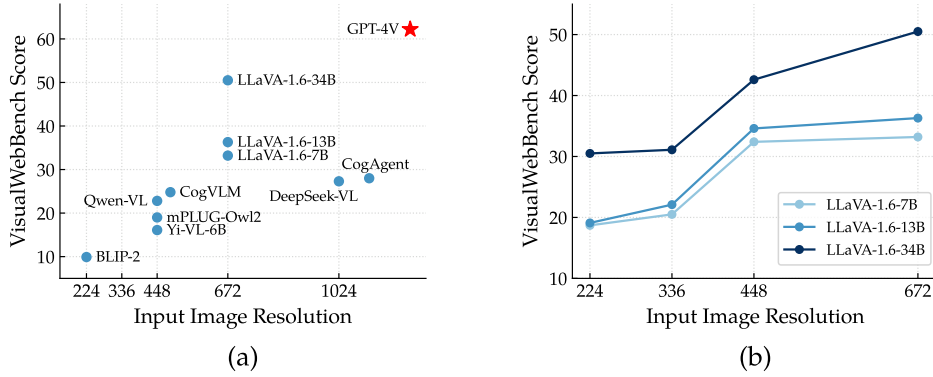 GPT-4V
60
50
LLaVA-1.6-34B
40
LLaVA-1.6-13B
LLaVA-1.6-7B
CogAgent
30
DeepSeek-VL
CogVLM
Qwen-VL
20
mPLUG-Owl2
Yi-VL-6B
10
BLIP-2
224 336 448 672 1024
VisualWebBench Score
Input Image Resolution
(a)
50
40
30
20
10
LLaVA-1.6-7B
LLaVA-1.6-13B
LLaVA-1.6-34B
224 336 448 672
VisualWebBench Score
Input Image Resolution
(b)